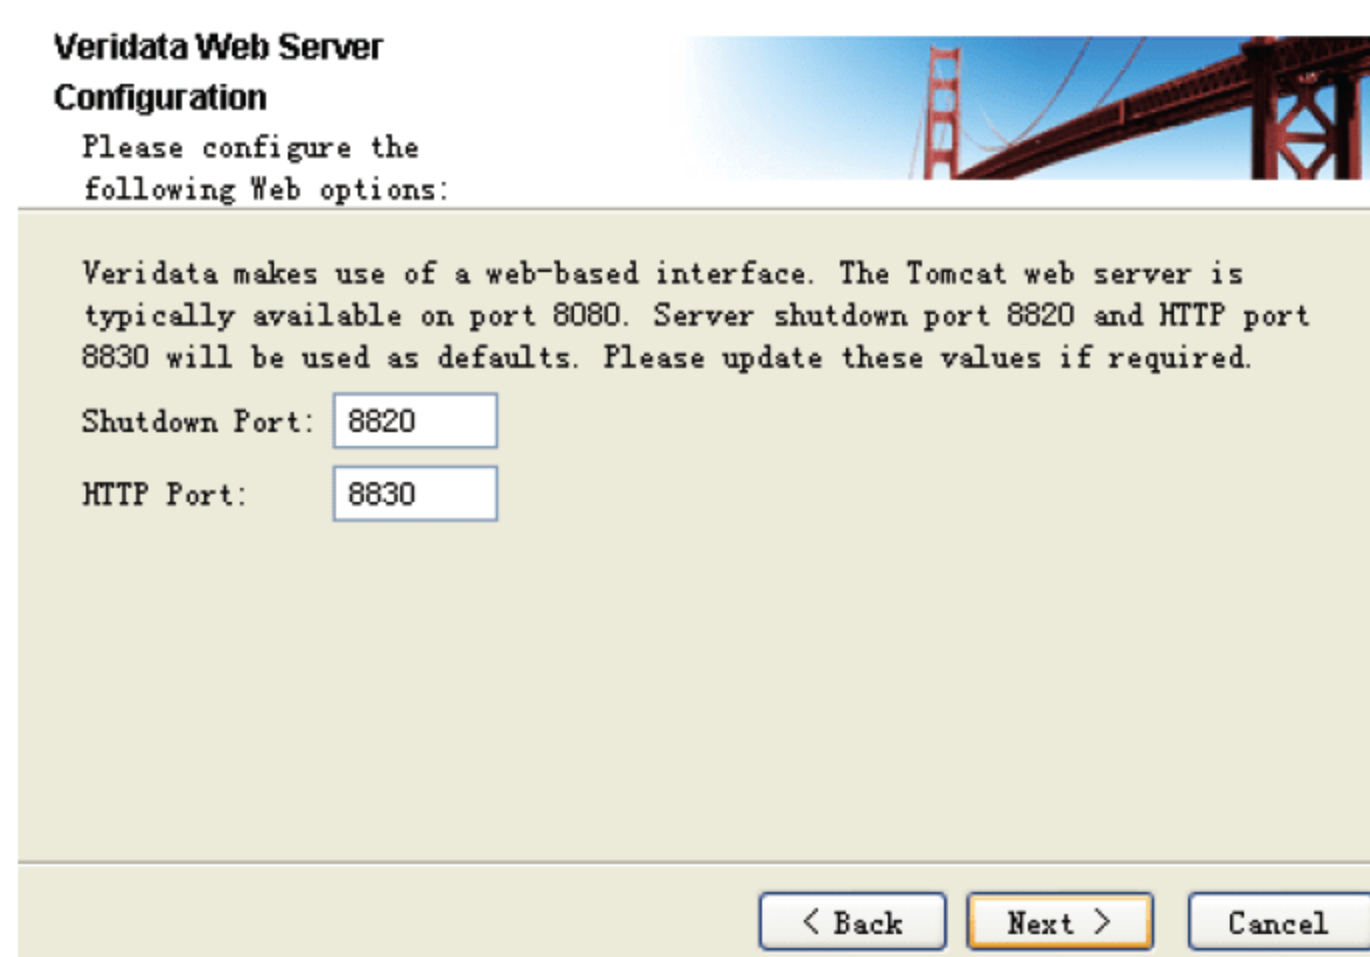 Veridata Web Server
Configuration
Please configure the
following Web options:
Veridata makes use of a web-based interface. The Tomcat web server is
typically available on port 8080. Server shutdown port 8820 and HTTP port
8830 will be used as defaults. Please update these values if required.
Shutdown Port: 8820
HTTP Port: 8830
< Back Next > Cancel